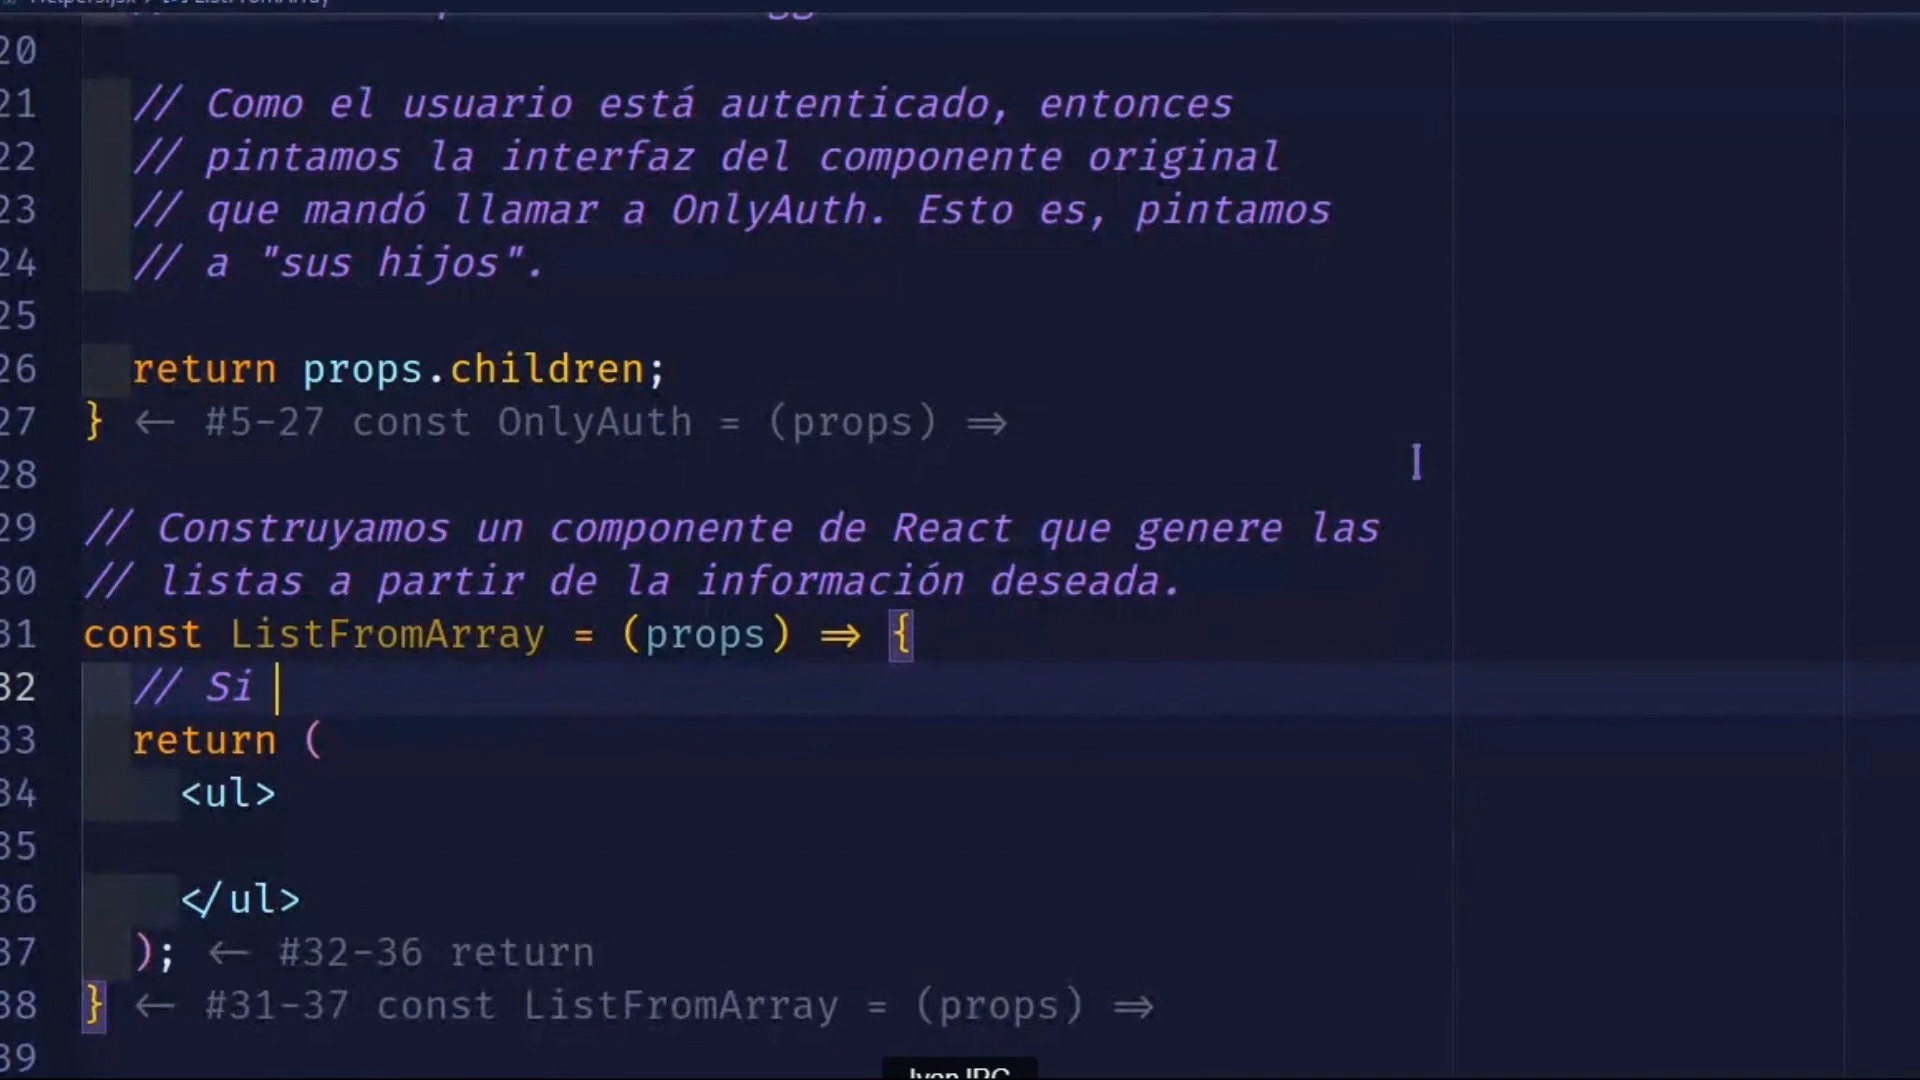 Helpers.jsx > ListFromArray
20
21 // Como el usuario está autenticado, entonces
22 // pintamos la interfaz del componente original
23 // que mandó llamar a OnlyAuth. Esto es, pintamos
24 // a "sus hijos".
25
26 return props.children;
27 } ← #5-27 const OnlyAuth = (props) ⇒
28
29 // Construyamos un componente de React que genere las
30 // listas a partir de la información deseada.
31 const ListFromArray = (props) ⇒ {
32 // Si
33 return (
34 <ul>
35
36 </ul>
37 ); ← #32-36 return
38 } ← #31-37 const ListFromArray = (props) ⇒
39